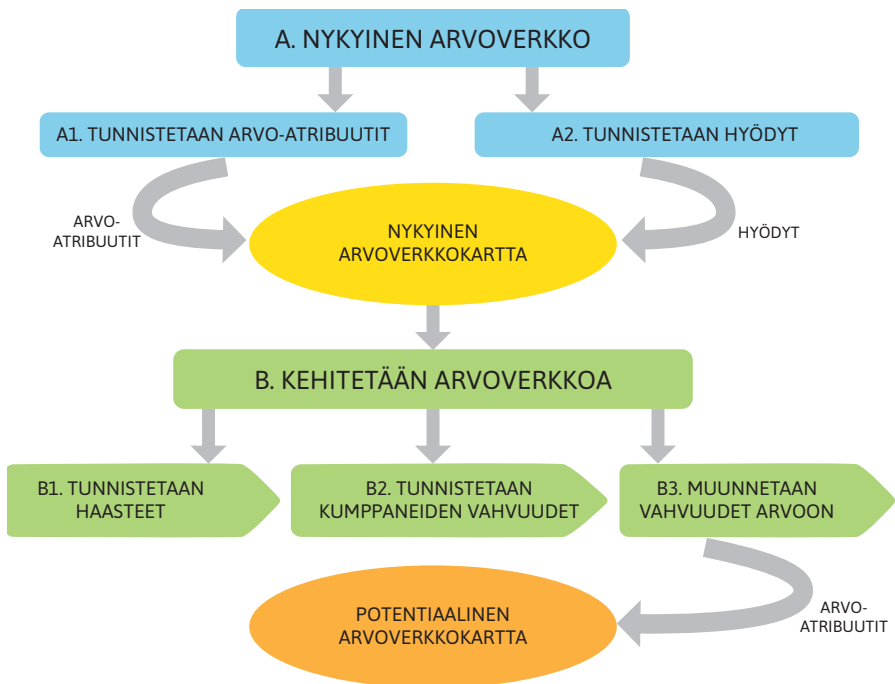 A. NYKYINEN ARVOVERKKO
A1. TUNNISTETAAN ARVO-ATRIBUUTIT
A2. TUNNISTETAAN HYÖDYT
ARVO-
ATRIBUUTIT
NYKYINEN
ARVOVERKKOKARTTA
HYÖDYT
B. KEHITETÄÄN ARVOVERKKOA
B1. TUNNISTETAAN
HAASTEET
B2. TUNNISTETAAN
KUMPPANEIDEN VAHVUUDET
B3. MUUNNETAAN
VAHVUUDET ARVOON
POTENTIAALINEN
ARVOVERKKOKARTTA
ARVO-
ATRIBUUTIT